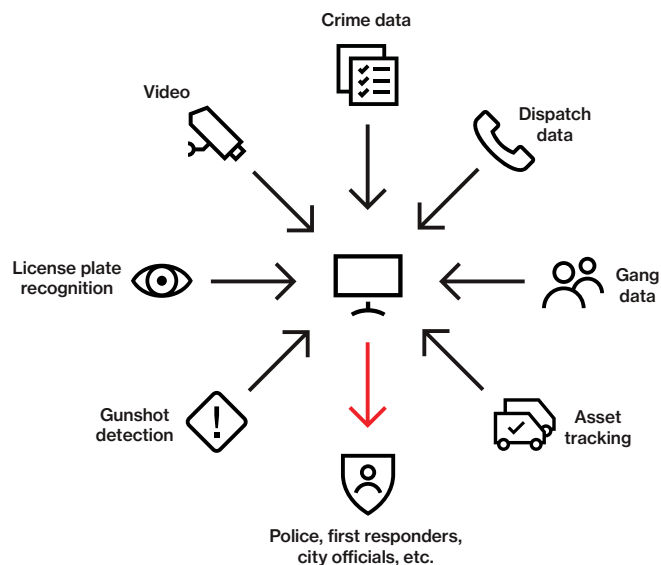 Crime data
Video
Dispatch
data
License plate
recognition
Gang
data
Gunshot
detection
!
Asset
tracking
Police, first responders,
city officials, etc.